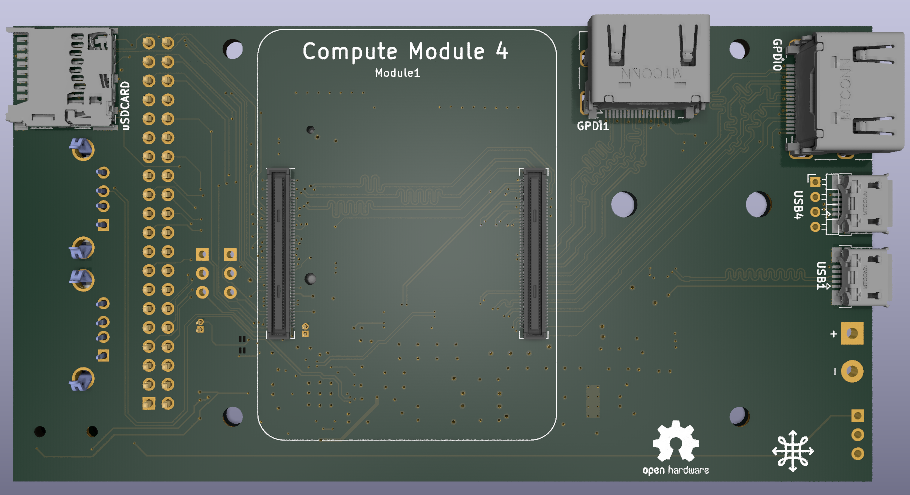 Compute Module 4
Module1
uSDCARD
GPDI1
GPDI0
USB4
USB1
+
-
open hardware